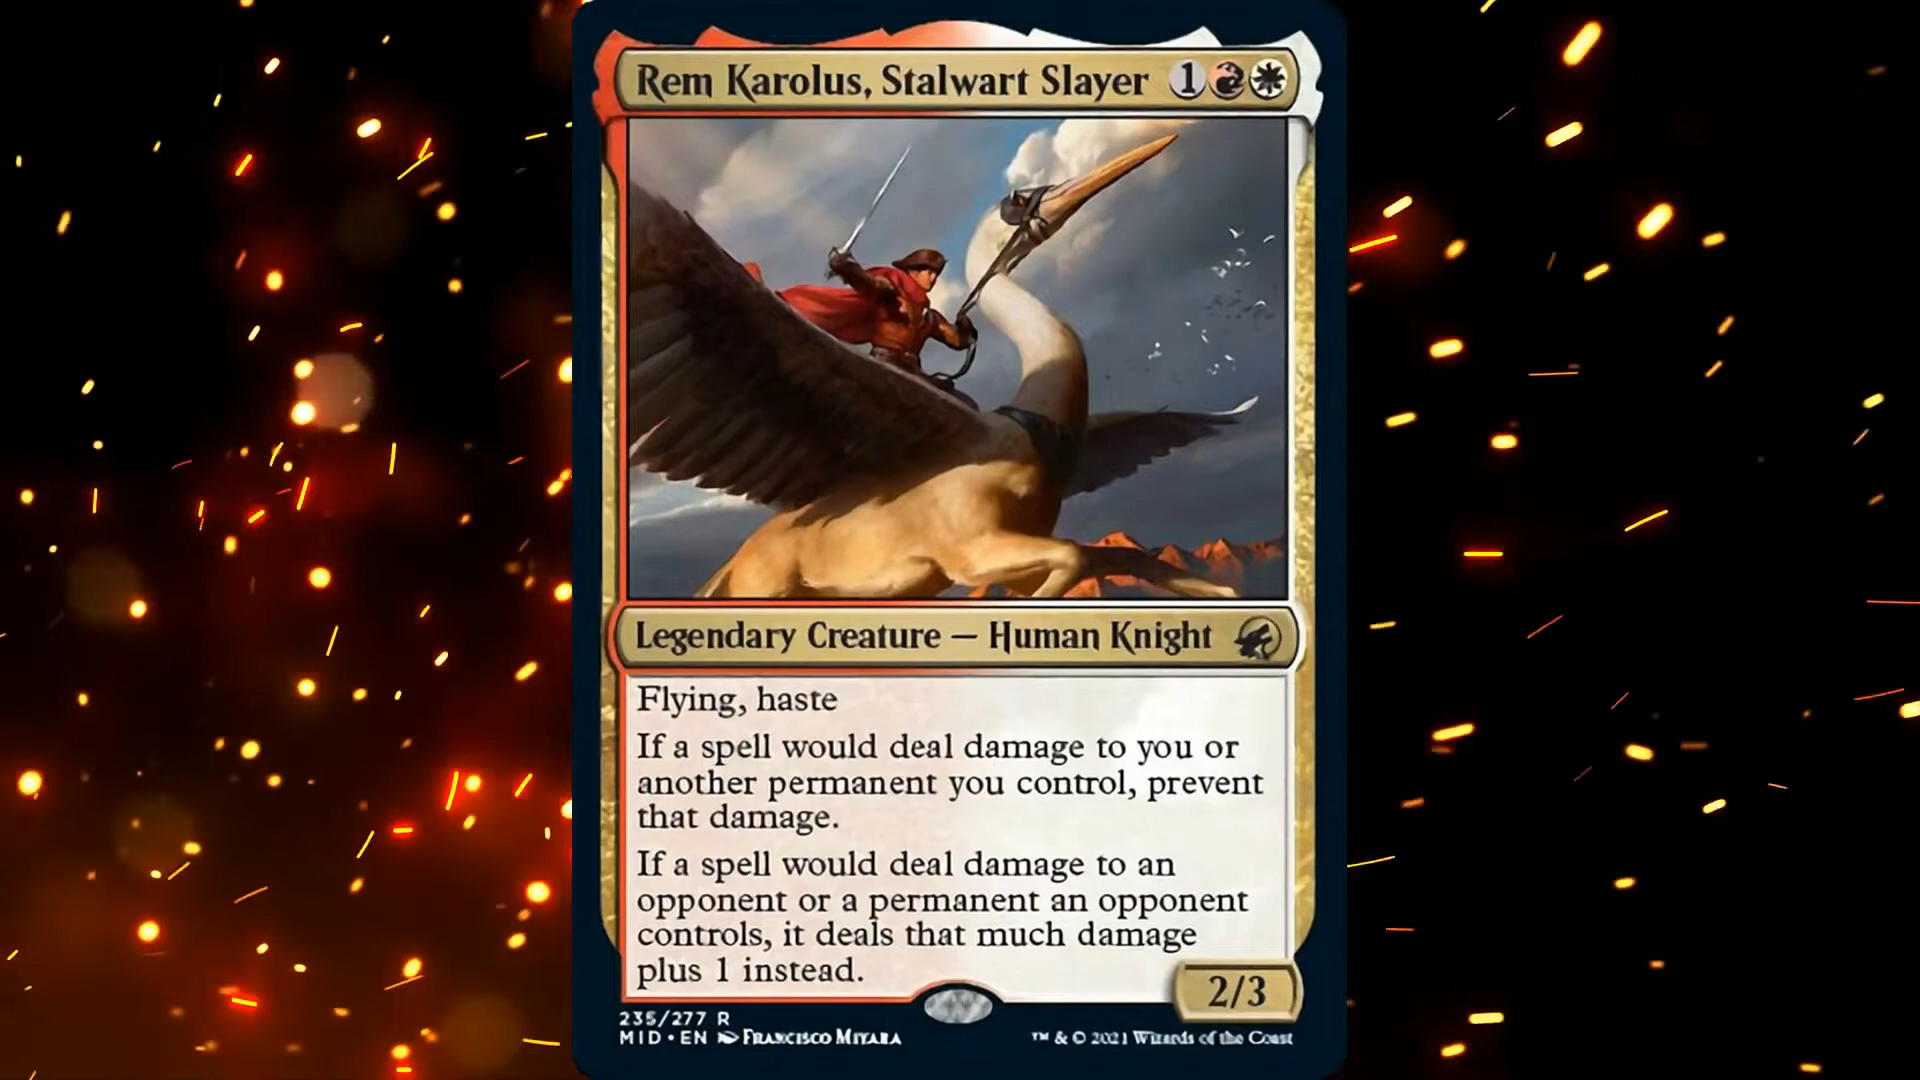 Rem Karolus, Stalwart Slayer 1
Legendary Creature — Human Knight
Flying, haste
If a spell would deal damage to you or
another permanent you control, prevent
that damage.
If a spell would deal damage to an
opponent or a permanent an opponent
controls, it deals that much damage
plus 1 instead.
2/3
235/277 R
MID • EN Francisco Miyara
™ & © 2021 Wizards of the Coast